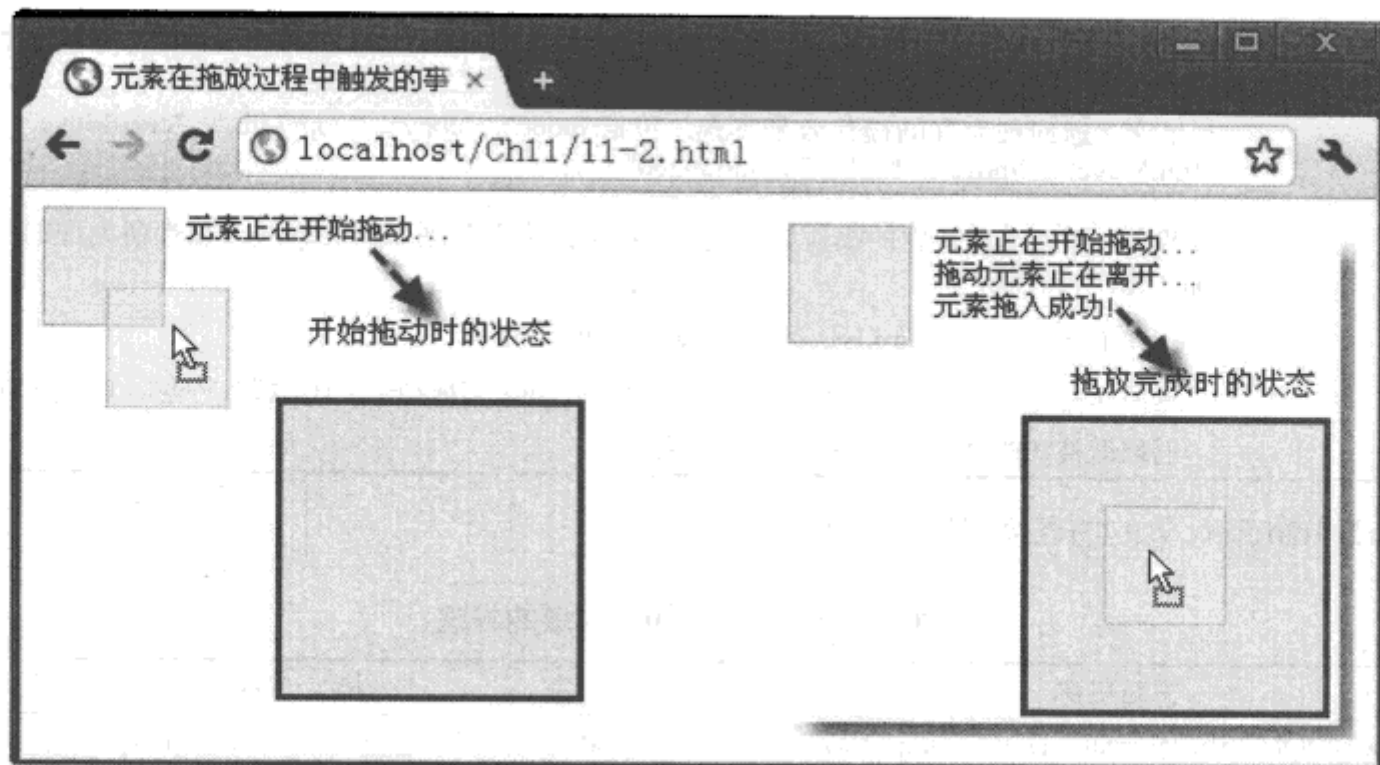 元素在拖放过程中触发的事
localhost/Ch11/11-2.html
元素正在开始拖动...
开始拖动时的状态
元素正在开始拖动...
拖动元素正在离开...
元素拖入成功!
拖放完成时的状态